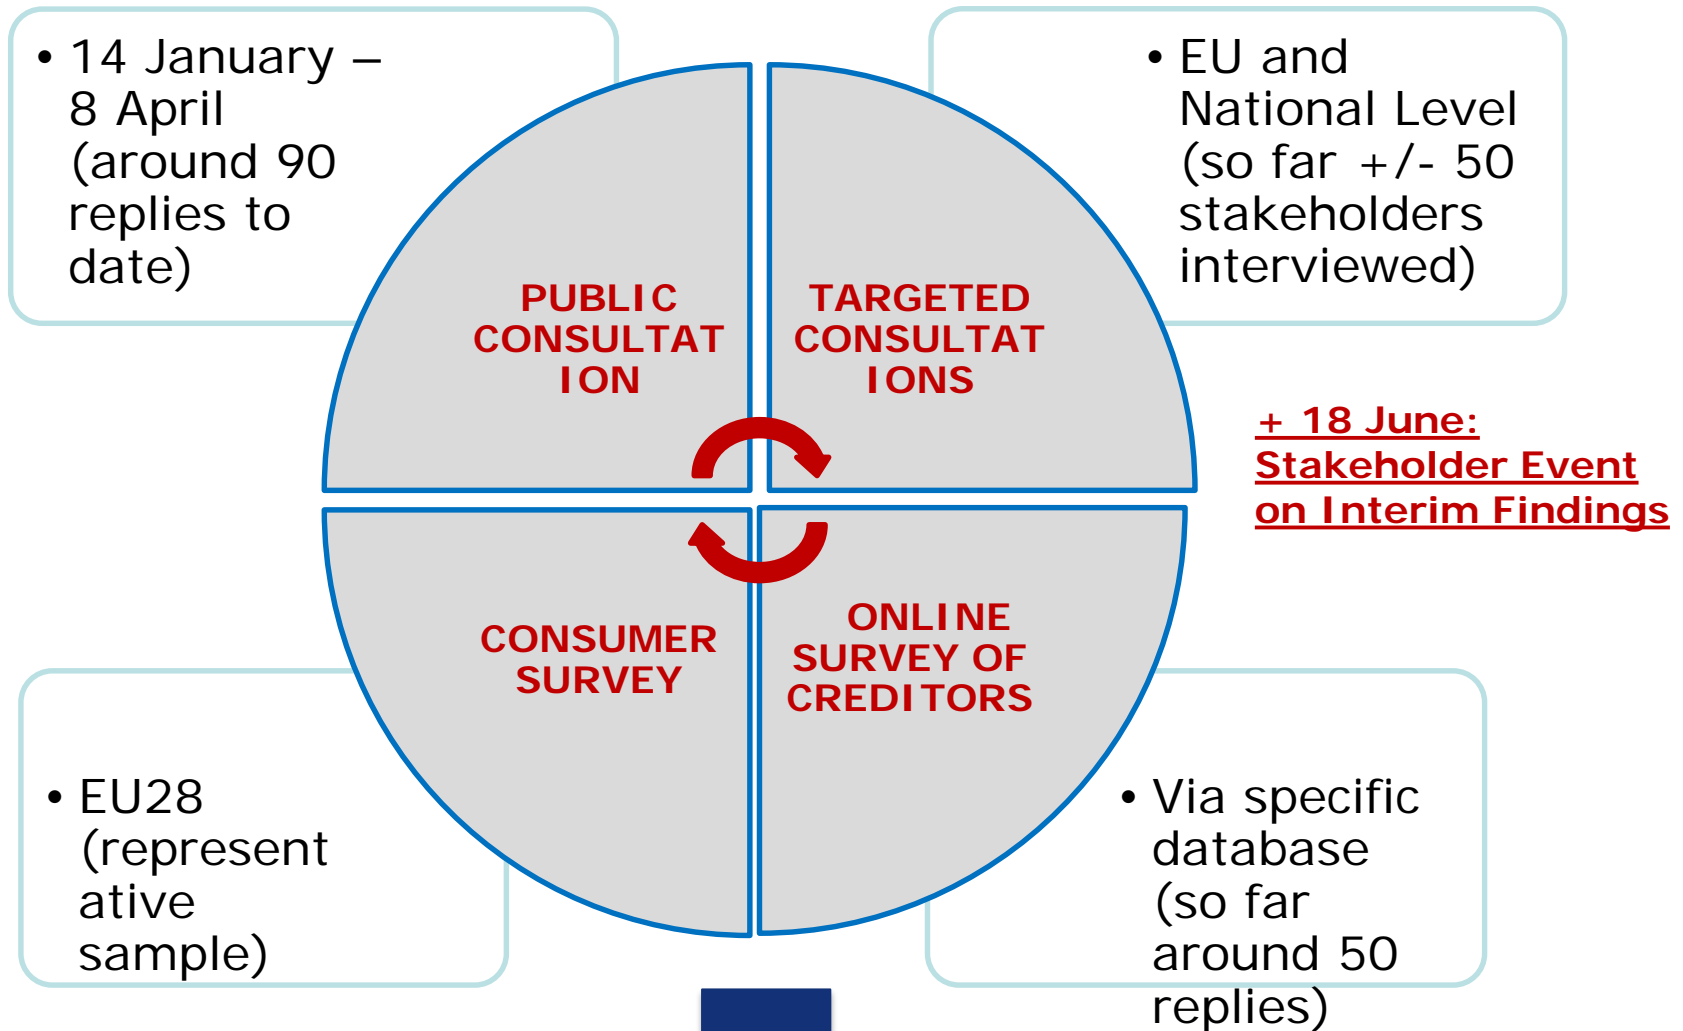 • 14 January –
8 April
(around 90
replies to
date)
• EU and
National Level
(so far +/- 50
stakeholders
interviewed)
PUBLIC
CONSULTAT
ION
TARGETED
CONSULTAT
IONS
+ 18 June:
Stakeholder Event
on Interim Findings
CONSUMER
SURVEY
ONLINE
SURVEY OF
CREDITORS
• EU28
(represent
ative
sample)
• Via specific
database
(so far
around 50
replies)